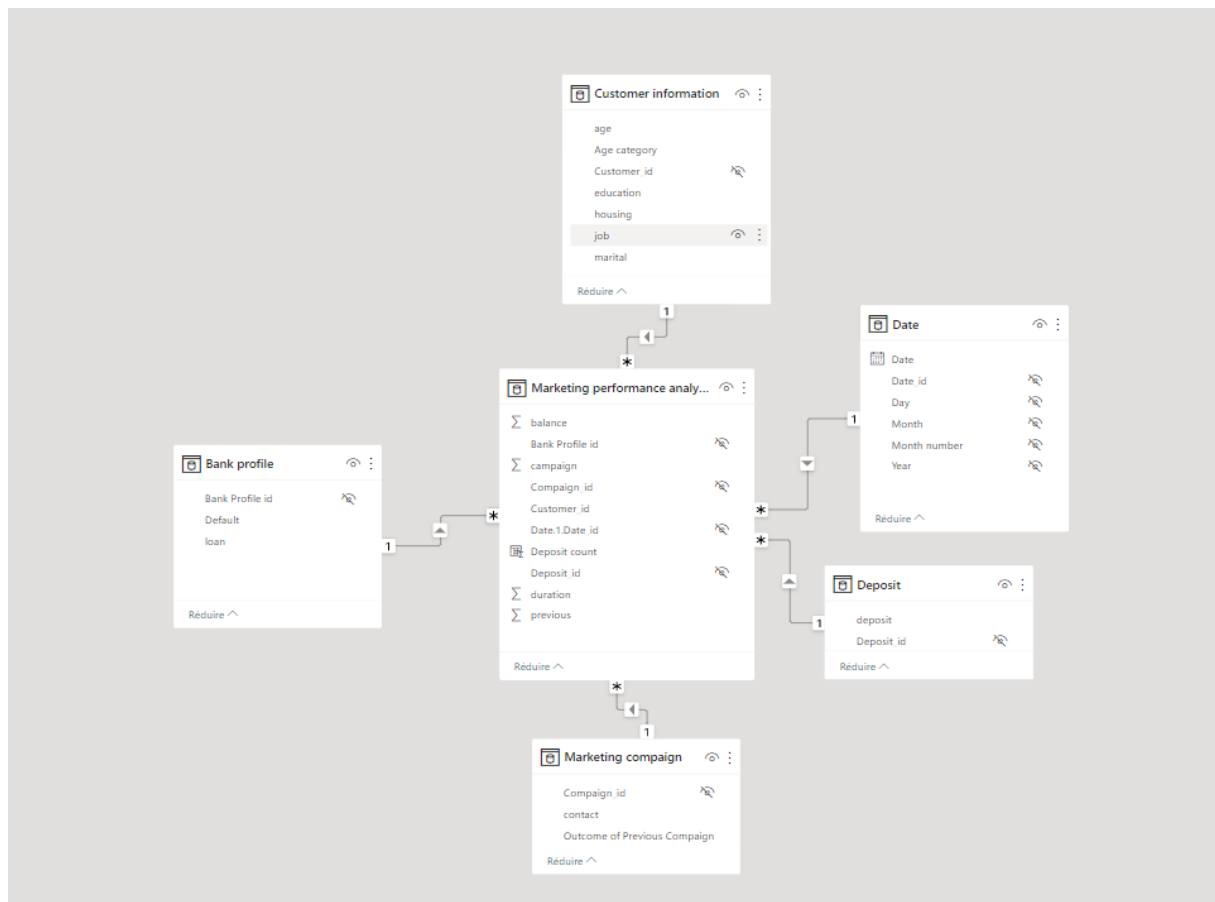 Customer information
age
Age category
Customer_id
education
housing
job
marital
Réduire
1
*
Date
Date
Date_id
Day
Month
Month number
Year
Réduire
1
*
Marketing performance analy...
balance
Bank Profile id
campaign
Compaign_id
Customer_id
Date.1.Date_id
Deposit count
Deposit_id
duration
previous
Réduire
Bank profile
Bank Profile id
Default
loan
Réduire
1
*
Deposit
deposit
Deposit_id
Réduire
1
*
*
1
Marketing compaign
Compaign_id
contact
Outcome of Previous Compaign
Réduire